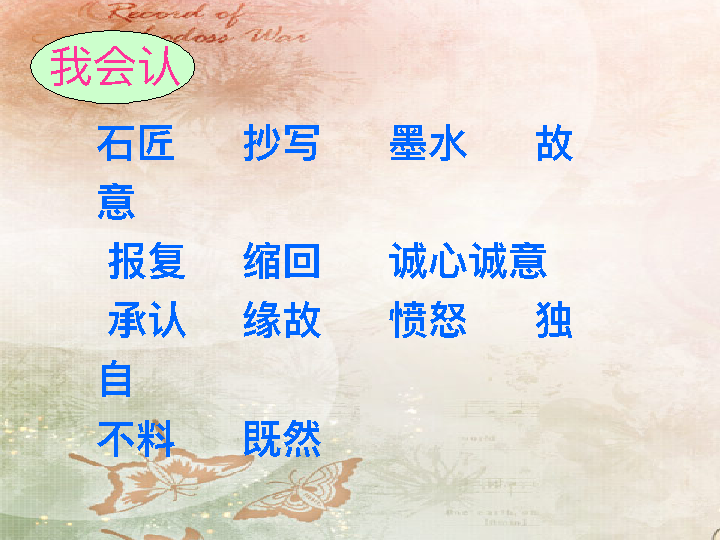 Record of
War
我会认
石匠 抄写 墨水 故
意
报复 缩回 诚心诚意
承认 缘故 愤怒 独
自
不料 既然
world